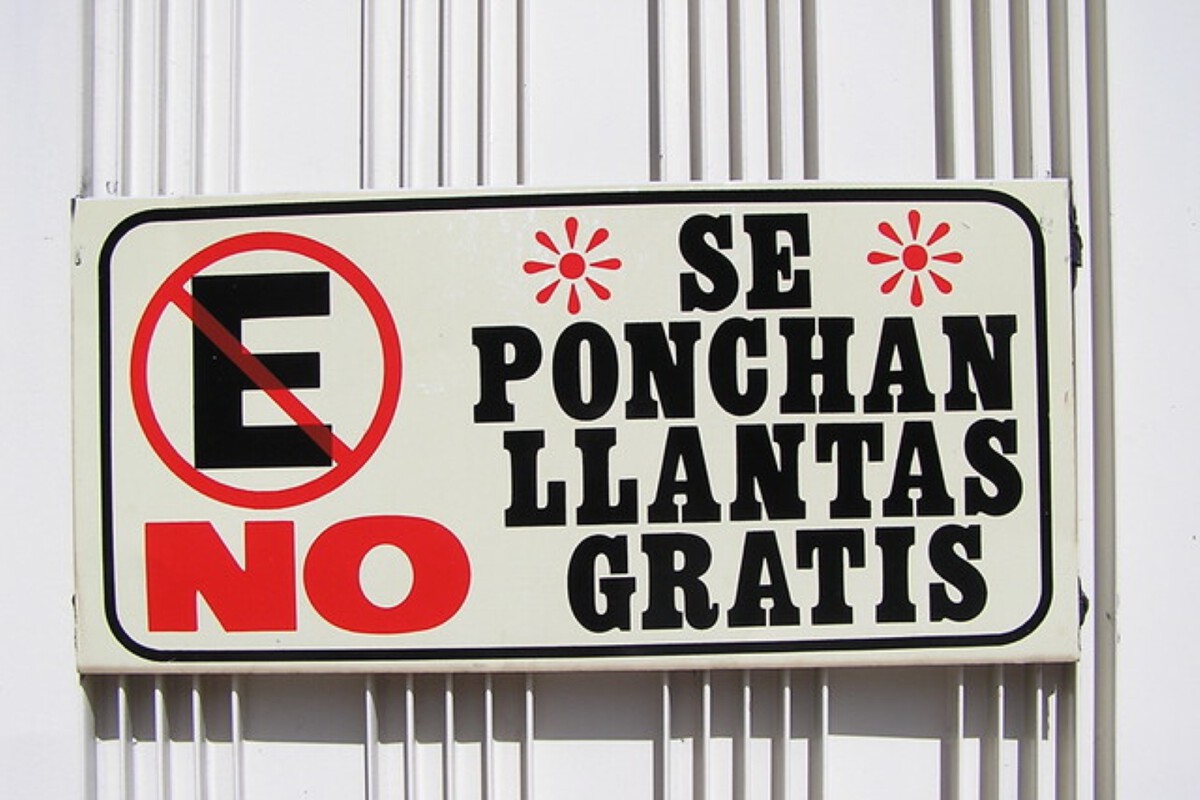 E
NO
SE
PONCHAN
LLANTAS
GRATIS